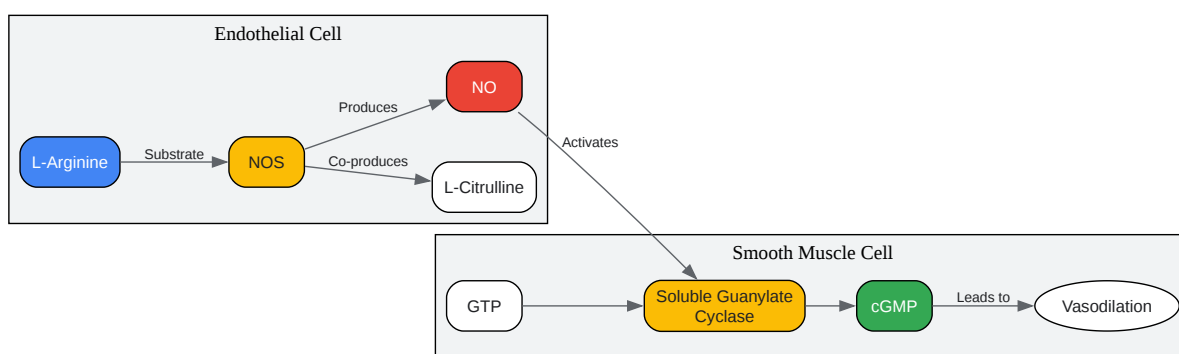 Endothelial Cell
NO
Produces
Activates
L-Arginine
Substrate
NOS
Co-produces
L-Citrulline
Smooth Muscle Cell
GTP
Soluble Guanylate
Cyclase
cGMP
Leads to
Vasodilation